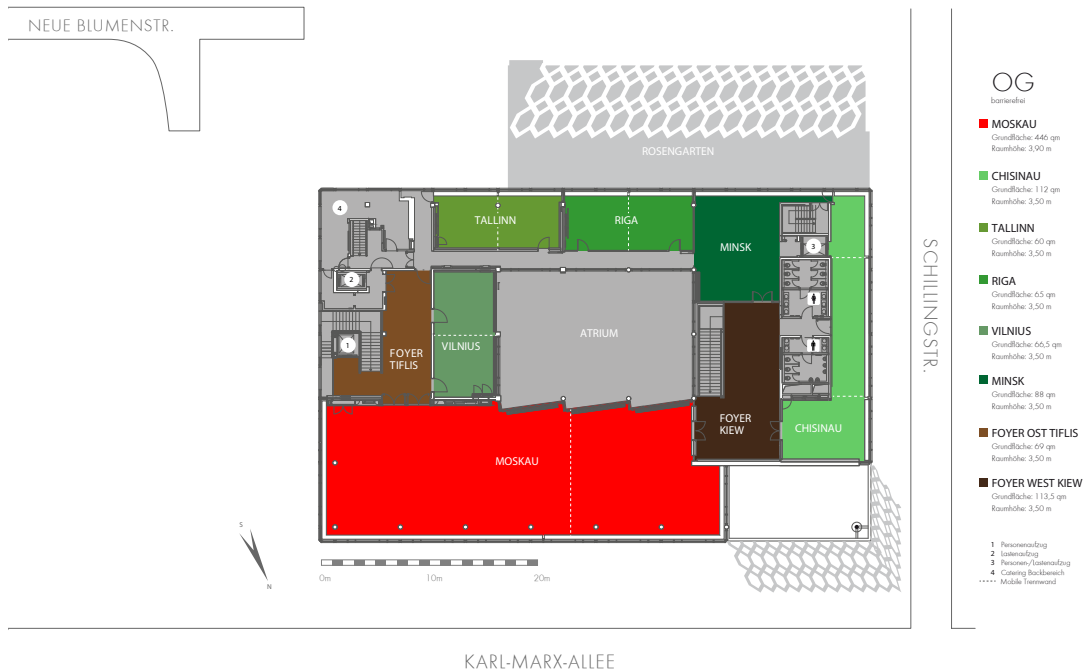 NEUE BLUMENSTR.
ROSENGARTEN
4
TALLINN
RIGA
MINSK
3
2
ATRIUM
1
FOYER
TIFLIS
VILNIUS
FOYER
KIEW
CHISINAU
MOSKAU
S
N
0m
10m
20m
SCHILLINGSTR.
KARL-MARX-ALLEE
OG
barrierefrei
MOSKAU
Grundfläche: 446 qm
Raumhöhe: 3,90 m
CHISINAU
Grundfläche: 112 qm
Raumhöhe: 3,50 m
TALLINN
Grundfläche: 60 qm
Raumhöhe: 3,50 m
RIGA
Grundfläche: 65 qm
Raumhöhe: 3,50 m
VILNIUS
Grundfläche: 66,5 qm
Raumhöhe: 3,50 m
MINSK
Grundfläche: 88 qm
Raumhöhe: 3,50 m
FOYER OST TIFLIS
Grundfläche: 69 qm
Raumhöhe: 3,50 m
FOYER WEST KIEW
Grundfläche: 113,5 qm
Raumhöhe: 3,50 m
1 Personenaufzug
2 Lastenaufzug
3 Personen-/Lastenaufzug
4 Catering Backbereich
Mobile Trennwand